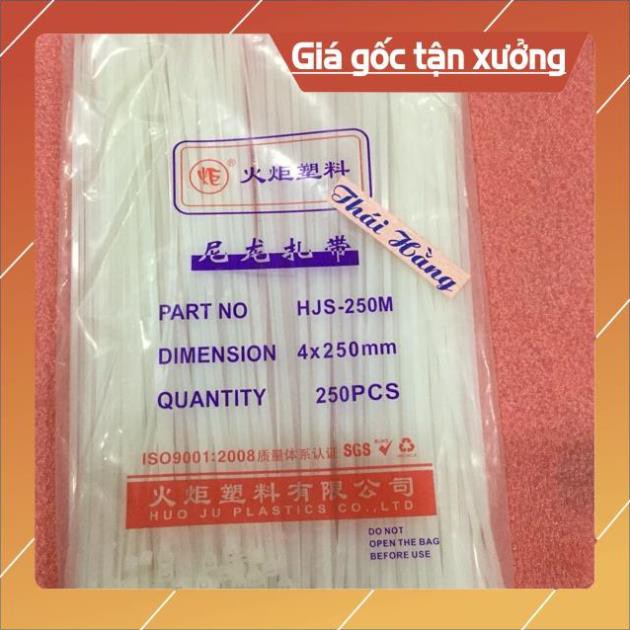 Giá gốc tận xưởng
炬 ® 火炬塑料
Thái Hằng
尼龙扎带
PART NO HJS-250M
DIMENSION 4x250mm
QUANTITY 250PCS
ISO9001:2008质量体系认证 SGS
火炬塑料有限公司
HUO JU PLASTICS CO.,LTD
DO NOT
OPEN THE BAG
BEFORE USE